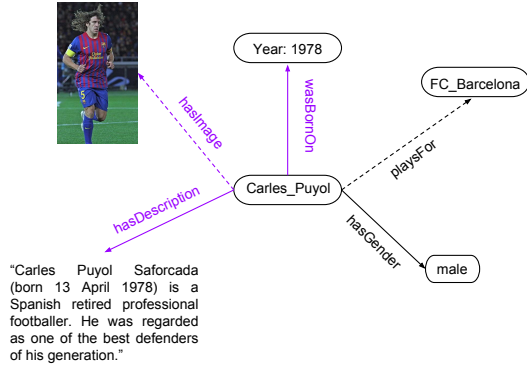 Year: 1978
FC_Barcelona
hasImage
wasBornOn
playsFor
Carles_Puyol
hasDescription
hasGender
male
“Carles Puyol Saforcada
(born 13 April 1978) is a
Spanish retired professional
footballer. He was regarded
as one of the best defenders
of his generation.”
5